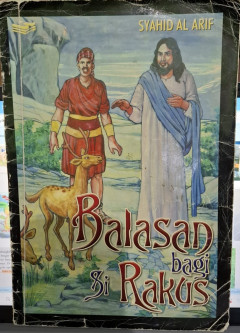 SYAHID AL ARIF
Balasan
bagi
Si Rakus